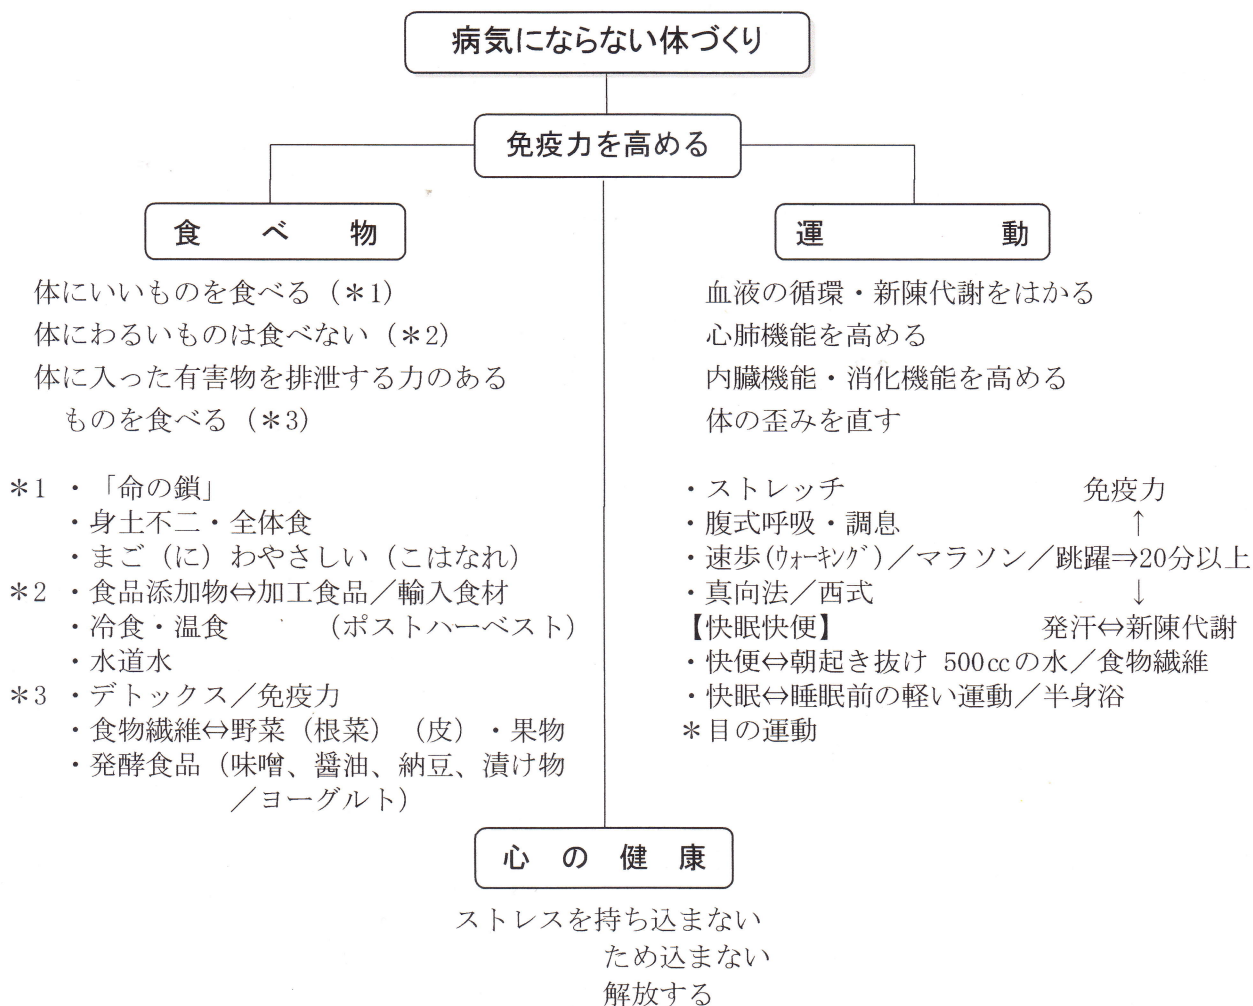 病気にならない体づくり
免疫力を高める
食べ物
体にいいものを食べる（＊1）
体にわるいものは食べない（＊2）
体に入った有害物を排泄する力のある
ものを食べる（＊3）
＊1 ・「命の鎖」
・身土不二・全体食
・まご（に）わやさしい（こはなれ）
＊2 ・食品添加物⇔加工食品／輸入食材
・冷食・温食 （ポストハーベスト）
・水道水
＊3 ・デトックス／免疫力
・食物繊維⇔野菜（根菜）（皮）・果物
・発酵食品（味噌、醤油、納豆、漬け物
／ヨーグルト）
運動
血液の循環・新陳代謝をはかる
心肺機能を高める
内臓機能・消化機能を高める
体の歪みを直す
・ストレッチ 免疫力
・腹式呼吸・調息 ↑
・速歩(ｳｫｰｷﾝｸﾞ)／マラソン／跳躍⇒20分以上
・真向法／西式 ↓
【快眠快便】 発汗⇔新陳代謝
・快便⇔朝起き抜け 500ccの水／食物繊維
・快眠⇔睡眠前の軽い運動／半身浴
＊目の運動
心の健康
ストレスを持ち込まない
ため込まない
解放する